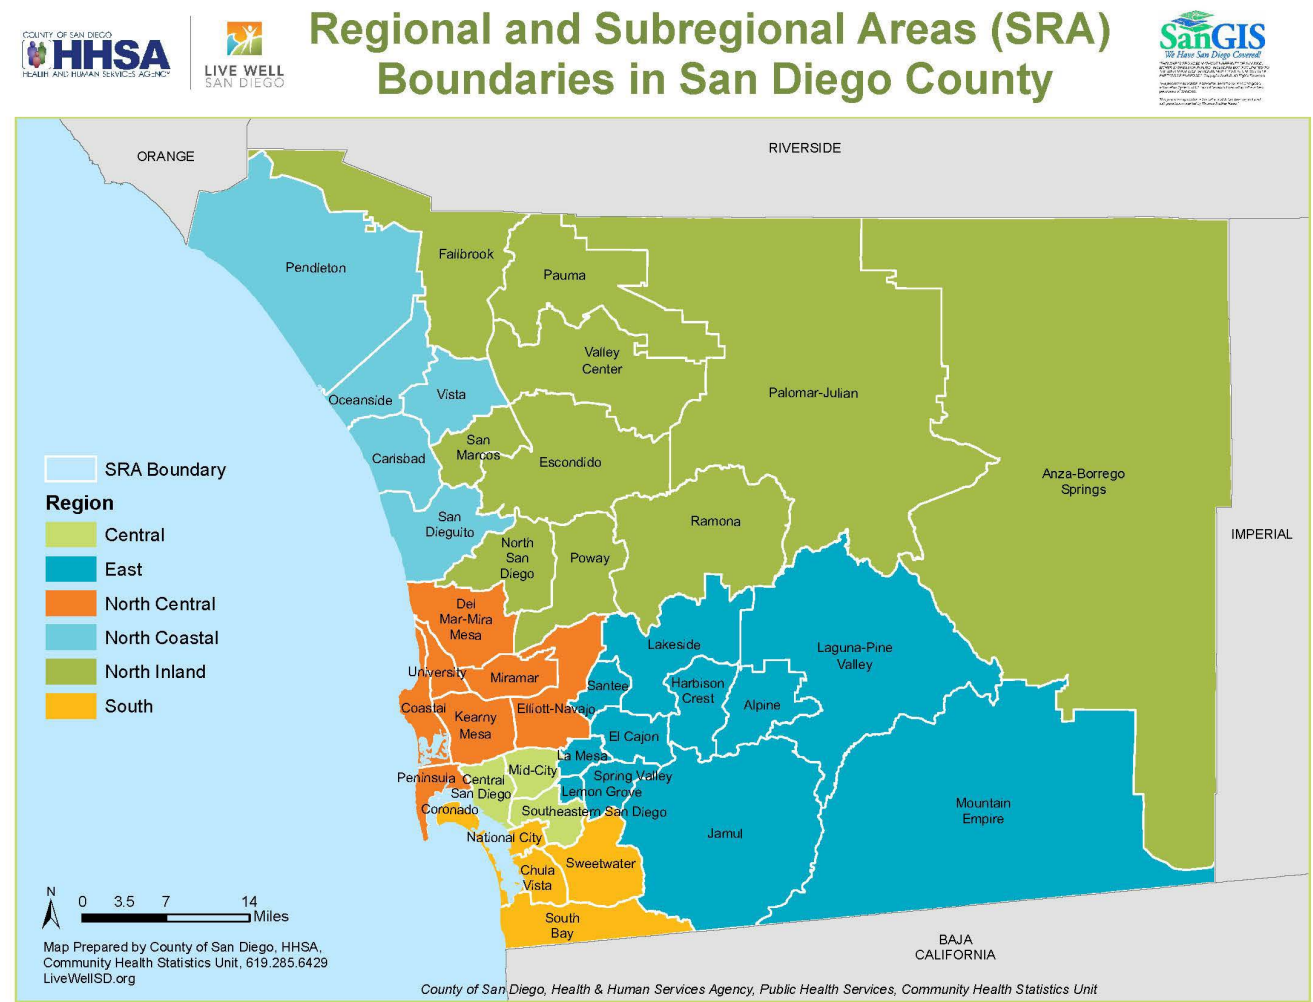 COUNTY OF SAN DIEGO
HHSA
HEALTH AND HUMAN SERVICES AGENCY
LIVE WELL
SAN DIEGO
Regional and Subregional Areas (SRA)
Boundaries in San Diego County
SanGIS
We Have San Diego Covered!
ORANGE
RIVERSIDE
Pendleton
Fallbrook
Pauma
Valley
Center
Palomar-Julian
Oceanside
Vista
San
Marcos
Carlsbad
Escondido
Anza-Borrego
Springs
San
Dieguito
Ramona
North
San
Diego
Poway
IMPERIAL
SRA Boundary
Region
Central
East
North Central
North Coastal
North Inland
South
Del
Mar-Mira
Mesa
Lakeside
Laguna-Pine
Valley
University
Miramar
Santee
Harbison
Crest
Alpine
Coastal
Kearny
Mesa
Elliott-Navajo
El Cajon
La Mesa
Mid-City
Peninsula
Central
San Diego
Spring Valley
Lemon Grove
Coronado
Southeastern San Diego
Mountain
Empire
Jamul
National City
Sweetwater
Chula
Vista
South
Bay
N
0 3.5 7 14
Miles
Map Prepared by County of San Diego, HHSA,
Community Health Statistics Unit, 619.285.6429
LiveWellSD.org
BAJA
CALIFORNIA
County of San Diego, Health & Human Services Agency, Public Health Services, Community Health Statistics Unit